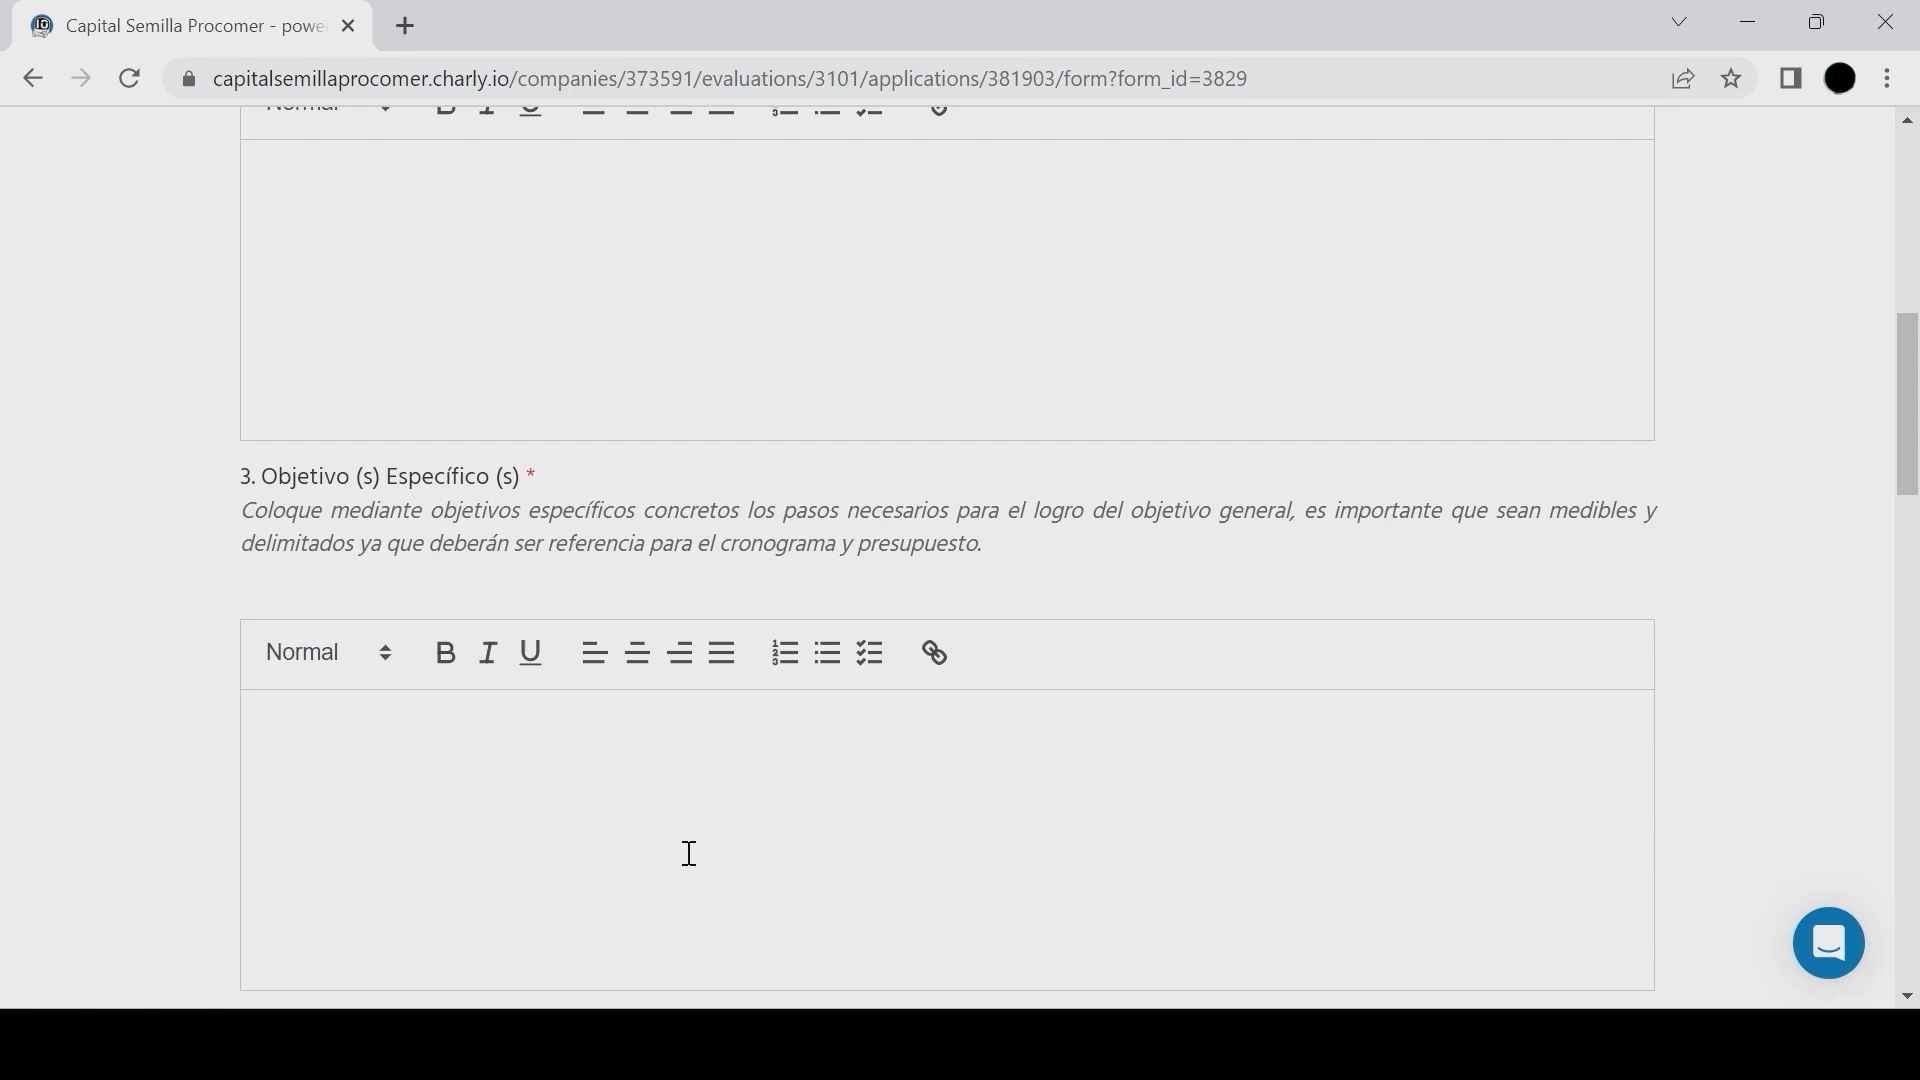 Capital Semilla Procomer - powe
capitalsemillaprocomer.charly.io/companies/373591/evaluations/3101/applications/381903/form?form_id=3829
Normal
3. Objetivo (s) Específico (s) *
Coloque mediante objetivos específicos concretos los pasos necesarios para el logro del objetivo general, es importante que sean medibles y
delimitados ya que deberán ser referencia para el cronograma y presupuesto.
Normal B I U